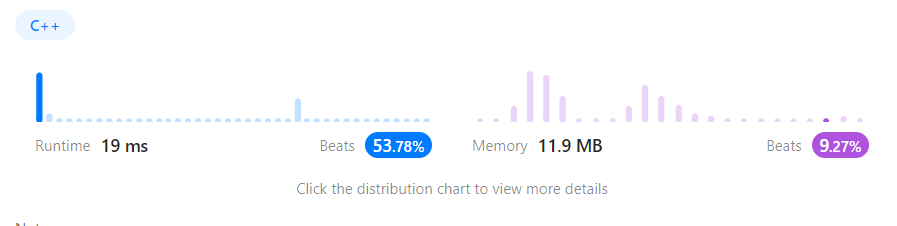 C++
Runtime 19 ms Beats 53.78% Memory 11.9 MB Beats 9.27%
Click the distribution chart to view more details